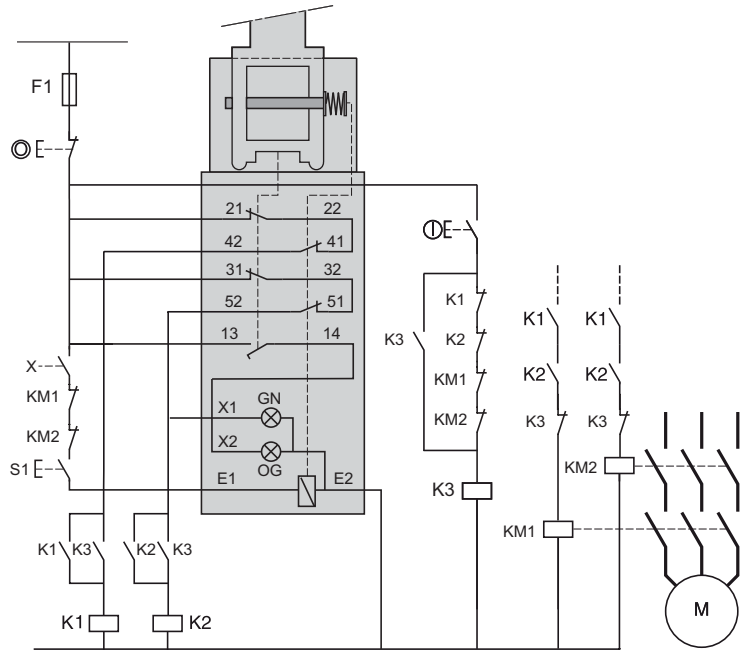 F1
21 22
42 41
31 32
52 51
13 14
X
KM1
KM2
S1
X1 GN
X2
OG
E1 E2
K1 K3 K2 K3
K1 K2
K1
K3 K2
KM1
KM2
K3
K1 K1
K2 K2
K3 K3
KM2
KM1
M